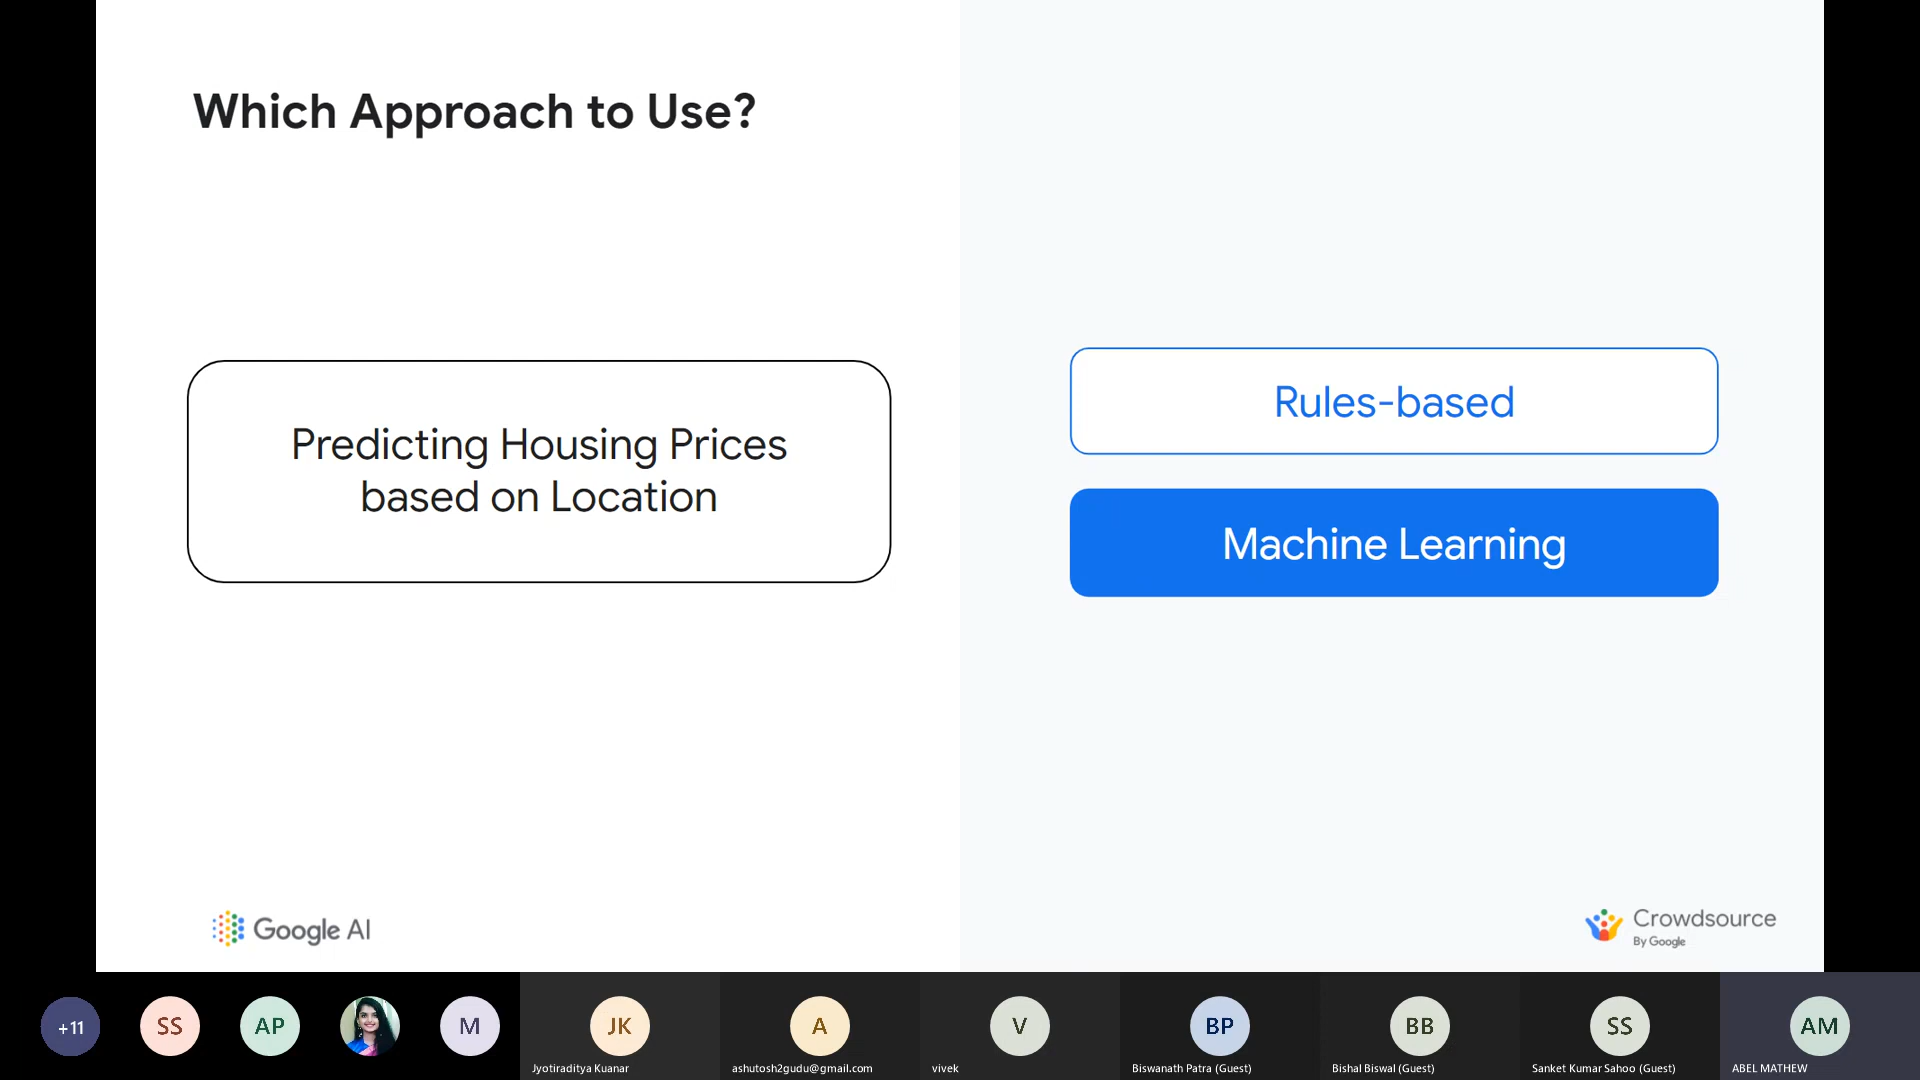 Which Approach to Use?
Predicting Housing Prices
based on Location
Rules-based
Machine Learning
Google AI
Crowdsource
By Google
+11
SS
AP
M
JK
A
V
BP
BB
SS
AM
Jyotiraditya Kuanar
ashutosh2gudu@gmail.com
vivek
Biswanath Patra (Guest)
Bishal Biswal (Guest)
Sanket Kumar Sahoo (Guest)
ABEL MATHEW